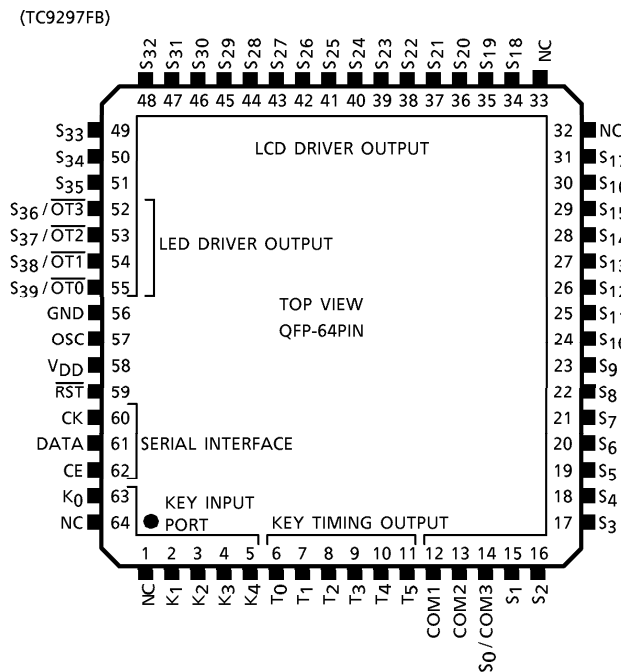 (TC9297FB)
S32 S31 S30 S29 S28 S27 S26 S25 S24 S23 S22 S21 S20 S19 S18 NC
48 47 46 45 44 43 42 41 40 39 38 37 36 35 34 33
S33 49
S34 50
S35 51
S36/OT3 52
S37/OT2 53
S38/OT1 54
S39/OT0 55
GND 56
OSC 57
VDD 58
RST 59
CK 60
DATA 61
CE 62
K0 63
NC 64
LCD DRIVER OUTPUT
LED DRIVER OUTPUT
TOP VIEW
QFP-64PIN
SERIAL INTERFACE
KEY INPUT
PORT
KEY TIMING OUTPUT
32 NC
31 S17
30 S16
29 S15
28 S14
27 S13
26 S12
25 S11
24 S16
23 S9
22 S8
21 S7
20 S6
19 S5
18 S4
17 S3
1 2 3 4 5 6 7 8 9 10 11 12 13 14 15 16
NC K1 K2 K3 K4 T0 T1 T2 T3 T4 T5 COM1 COM2 S0/COM3 S1 S2